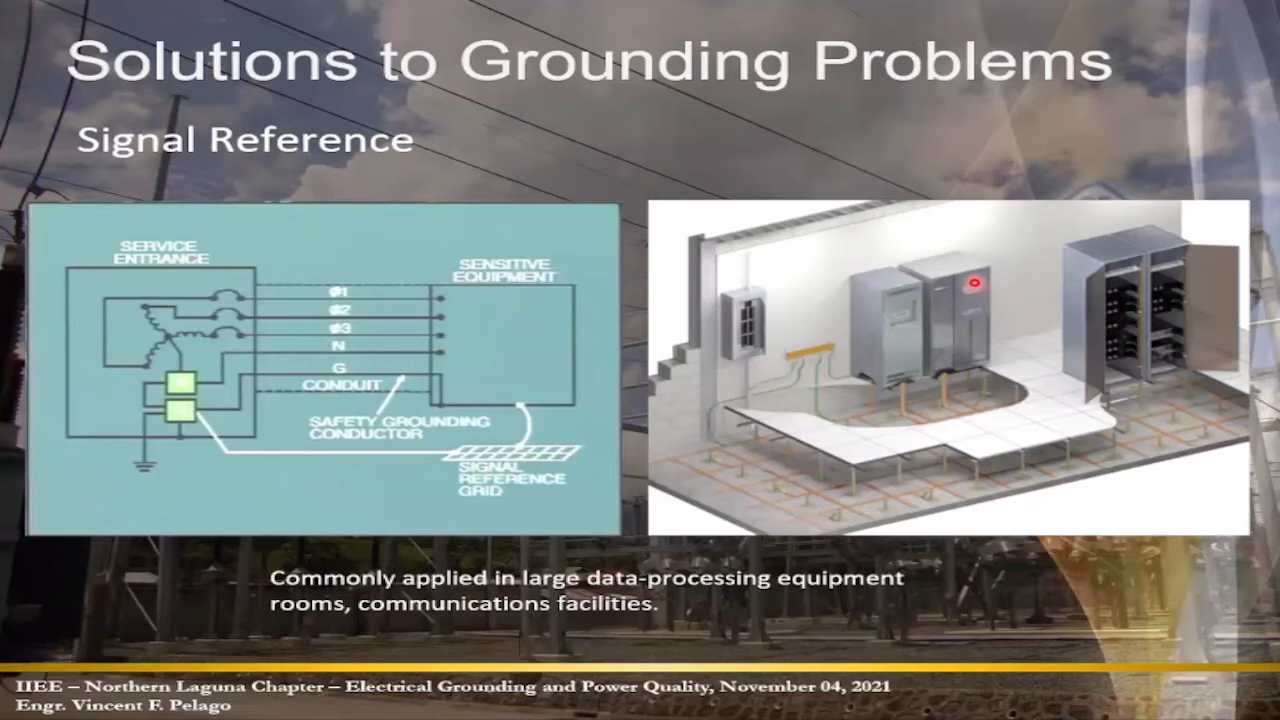 Solutions to Grounding Problems
Signal Reference
SERVICE
ENTRANCE
SENSITIVE
EQUIPMENT
ø1
ø2
ø3
N
G
CONDUIT
SAFETY GROUNDING
CONDUCTOR
SIGNAL
REFERENCE
GRID
Commonly applied in large data-processing equipment
rooms, communications facilities.
IIEE – Northern Laguna Chapter – Electrical Grounding and Power Quality, November 04, 2021
Engr. Vincent F. Pelago